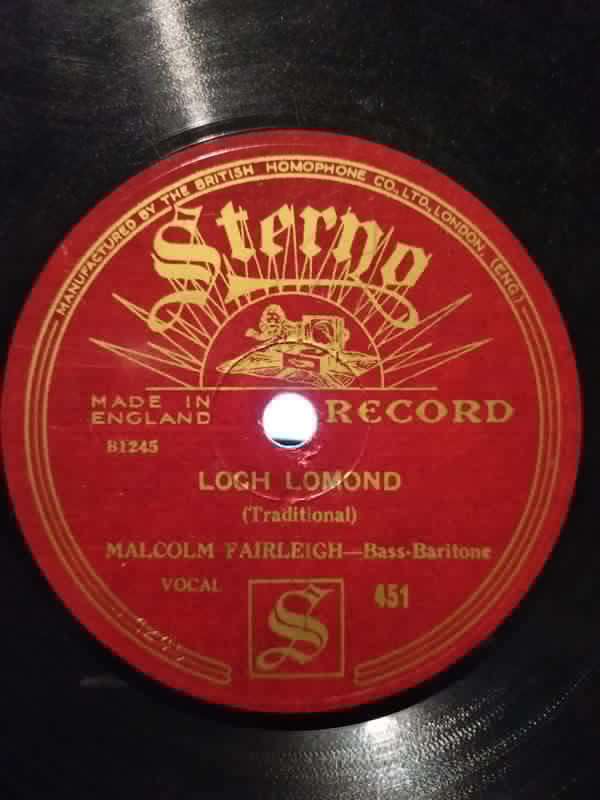 MANUFACTURED BY THE BRITISH HOMOPHONE CO., LTD., LONDON, (ENG.)
Sterno
MADE IN
ENGLAND
RECORD
B1245
LOCH LOMOND
(Traditional)
MALCOLM FAIRLEIGH—Bass-Baritone
VOCAL
451
S